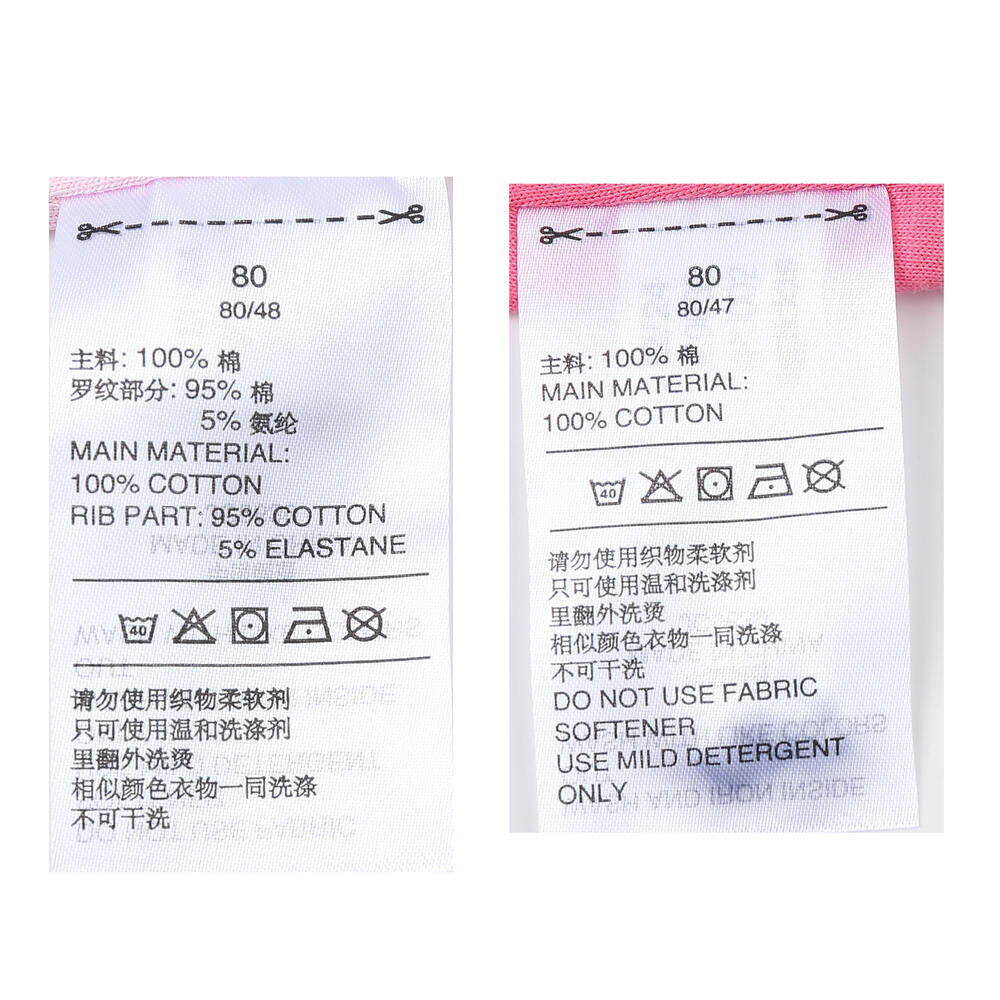 80
80/48
主料: 100% 棉
罗纹部分: 95% 棉
5% 氨纶
MAIN MATERIAL:
100% COTTON
RIB PART: 95% COTTON
5% ELASTANE
40
请勿使用织物柔软剂
只可使用温和洗涤剂
里翻外洗烫
相似颜色衣物一同洗涤
不可干洗
80
80/47
主料: 100% 棉
MAIN MATERIAL:
100% COTTON
40
请勿使用织物柔软剂
只可使用温和洗涤剂
里翻外洗烫
相似颜色衣物一同洗涤
不可干洗
DO NOT USE FABRIC
SOFTENER
USE MILD DETERGENT
ONLY